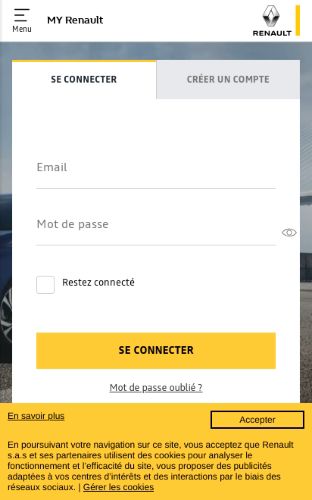 MY Renault
Menu
RENAULT
SE CONNECTER
CRÉER UN COMPTE
Email
Mot de passe
Restez connecté
SE CONNECTER
Mot de passe oublié ?
En savoir plus
Accepter
En poursuivant votre navigation sur ce site, vous acceptez que Renault
s.a.s et ses partenaires utilisent des cookies pour analyser le
fonctionnement et l'efficacité du site, vous proposer des publicités
adaptées à vos centres d'intérêts et des interactions par le biais des
réseaux sociaux. | Gérer les cookies